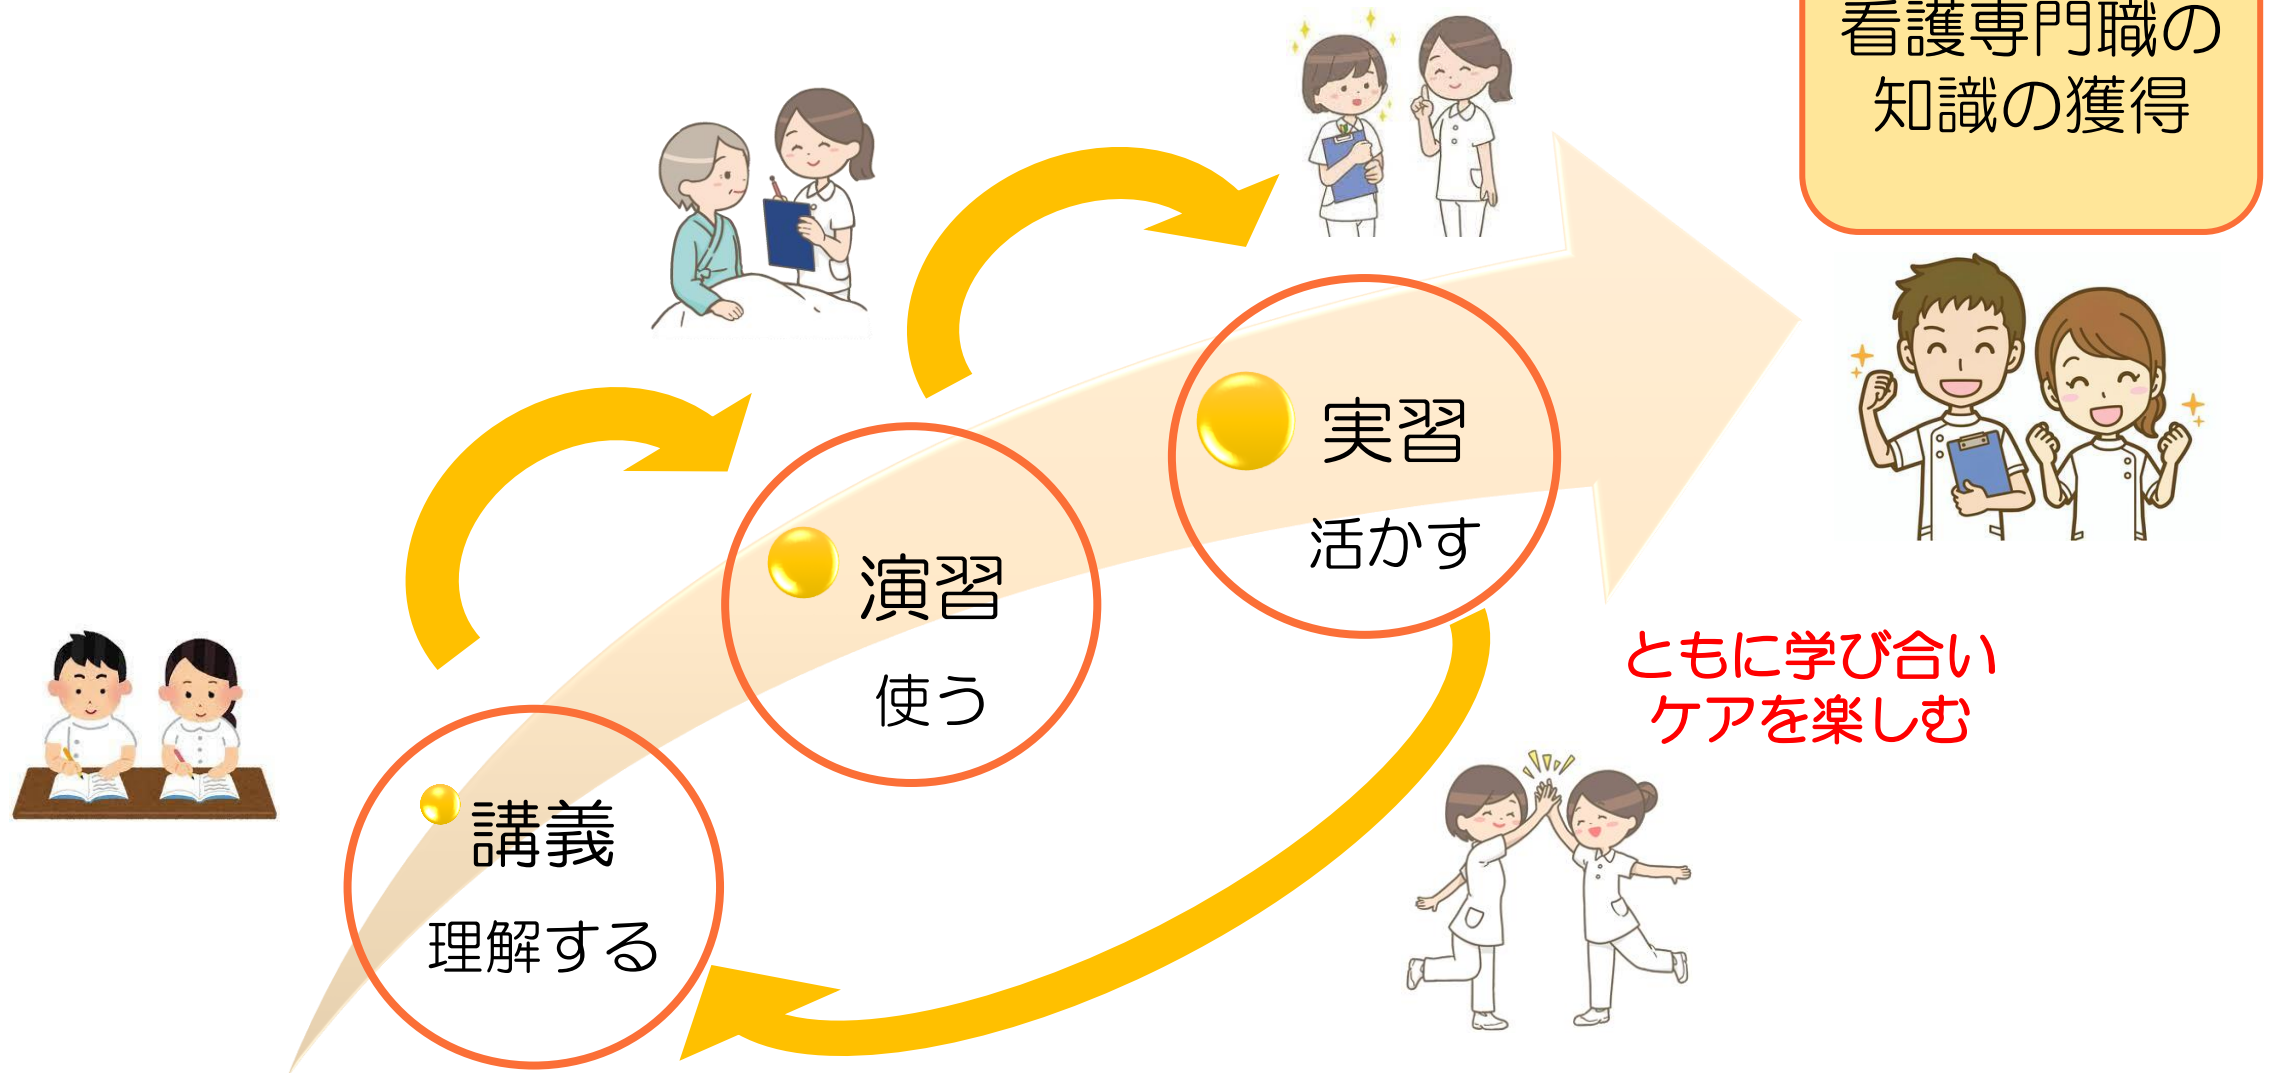 看護専門職の
知識の獲得
実習
活かす
演習
使う
講義
理解する
ともに学び合い
ケアを楽しむ